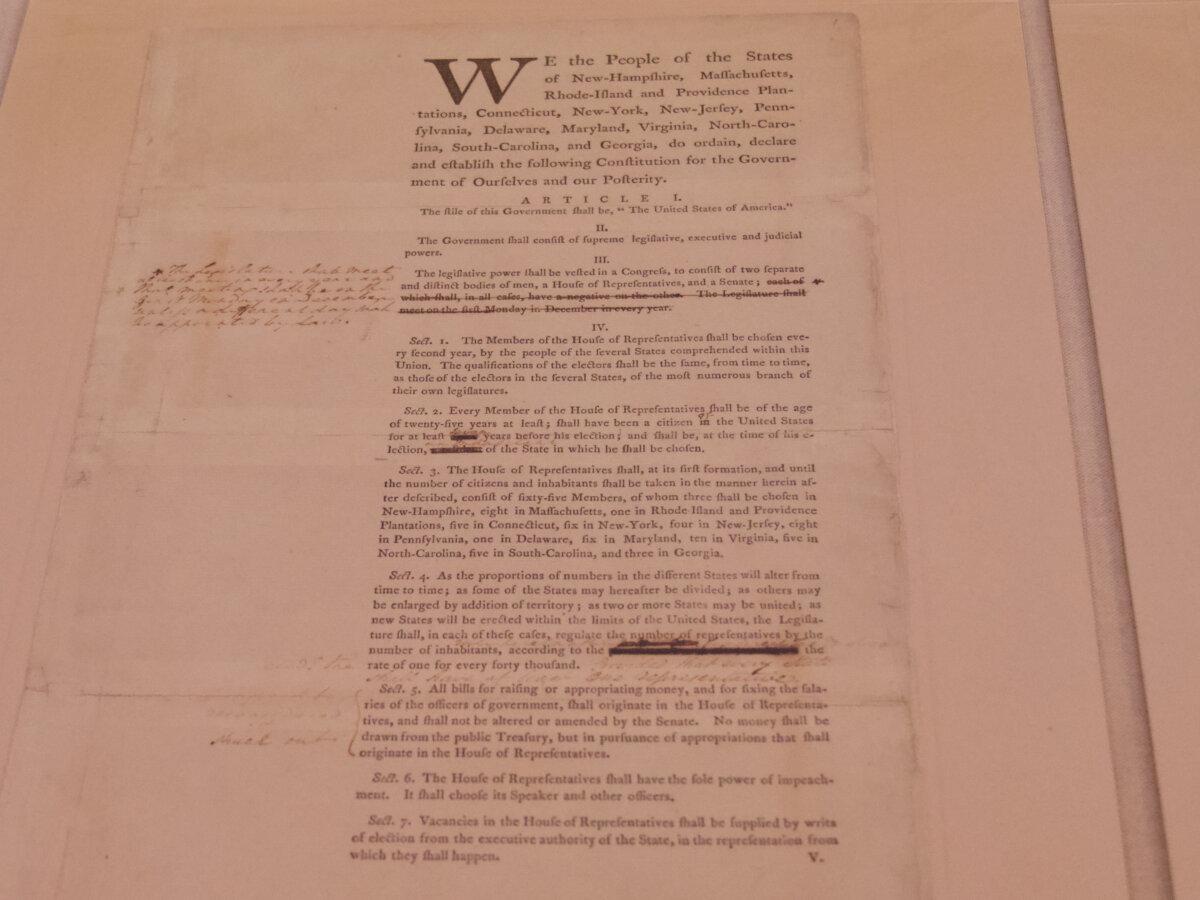 WE the People of the States
of New-Hampſhire, Maſſachuſetts,
Rhode-Iſland and Providence Plan-
tations, Connecticut, New-York, New-Jerſey, Penn-
ſylvania, Delaware, Maryland, Virginia, North-Caro-
lina, South-Carolina, and Georgia, do ordain, declare
and eſtabliſh the following Conſtitution for the Govern-
ment of Ourſelves and our Poſterity.
ARTICLE I.
The ſtile of this Government ſhall be, "The United States of America."
II.
The Government ſhall conſiſt of ſupreme legiſlative, executive and judicial
powers.
III.
The legiſlative power ſhall be veſted in a Congreſs, to conſiſt of two ſeparate
and diſtinct bodies of men, a Houſe of Repreſentatives, and a Senate; each of
which ſhall, in all caſes, have a negative on the other. The Legiſlature ſhall
meet on the firſt Monday in December in every year.
The Legislature shall meet
first Monday in December
by Law.
IV.
Sect. 1. The Members of the Houſe of Repreſentatives ſhall be choſen eve-
ry ſecond year, by the people of the ſeveral States comprehended within this
Union. The qualifications of the electors ſhall be the ſame, from time to time,
as thoſe of the electors in the ſeveral States, of the moſt numerous branch of
their own legiſlatures.
Sect. 2. Every Member of the Houſe of Repreſentatives ſhall be of the age
of twenty-five years at leaſt; ſhall have been a citizen in the United States
for at leaſt years before his election; and ſhall be, at the time of his e-
lection, of the State in which he ſhall be choſen.
Sect. 3. The Houſe of Repreſentatives ſhall, at its firſt formation, and until
the number of citizens and inhabitants ſhall be taken in the manner herein af-
ter deſcribed, conſiſt of ſixty-five Members, of whom three ſhall be choſen in
New-Hampſhire, eight in Maſſachuſetts, one in Rhode-Iſland and Providence
Plantations, five in Connecticut, ſix in New-York, four in New-Jerſey, eight
in Pennſylvania, one in Delaware, ſix in Maryland, ten in Virginia, five in
North-Carolina, five in South-Carolina, and three in Georgia.
Sect. 4. As the proportions of numbers in the different States will alter from
time to time; as ſome of the States may hereafter be divided; as others may
be enlarged by addition of territory; as two or more States may be united; as
new States will be erected within the limits of the United States, the Legiſla-
ture ſhall, in each of theſe caſes, regulate the number of repreſentatives by the
number of inhabitants, according to the the
rate of one for every forty thouſand. Provided that every State
shall have at least one representative
Sect. 5. All bills for raiſing or appropriating money, and for fixing the ſala-
ries of the officers of government, ſhall originate in the Houſe of Repreſenta-
tives, and ſhall not be altered or amended by the Senate. No money ſhall be
drawn from the public Treaſury, but in purſuance of appropriations that ſhall
originate in the Houſe of Repreſentatives.
struck out
Sect. 6. The Houſe of Repreſentatives ſhall have the ſole power of impeach-
ment. It ſhall chooſe its Speaker and other officers.
Sect. 7. Vacancies in the Houſe of Repreſentatives ſhall be ſupplied by writs
of election from the executive authority of the State, in the repreſentation from
which they ſhall happen.
V.